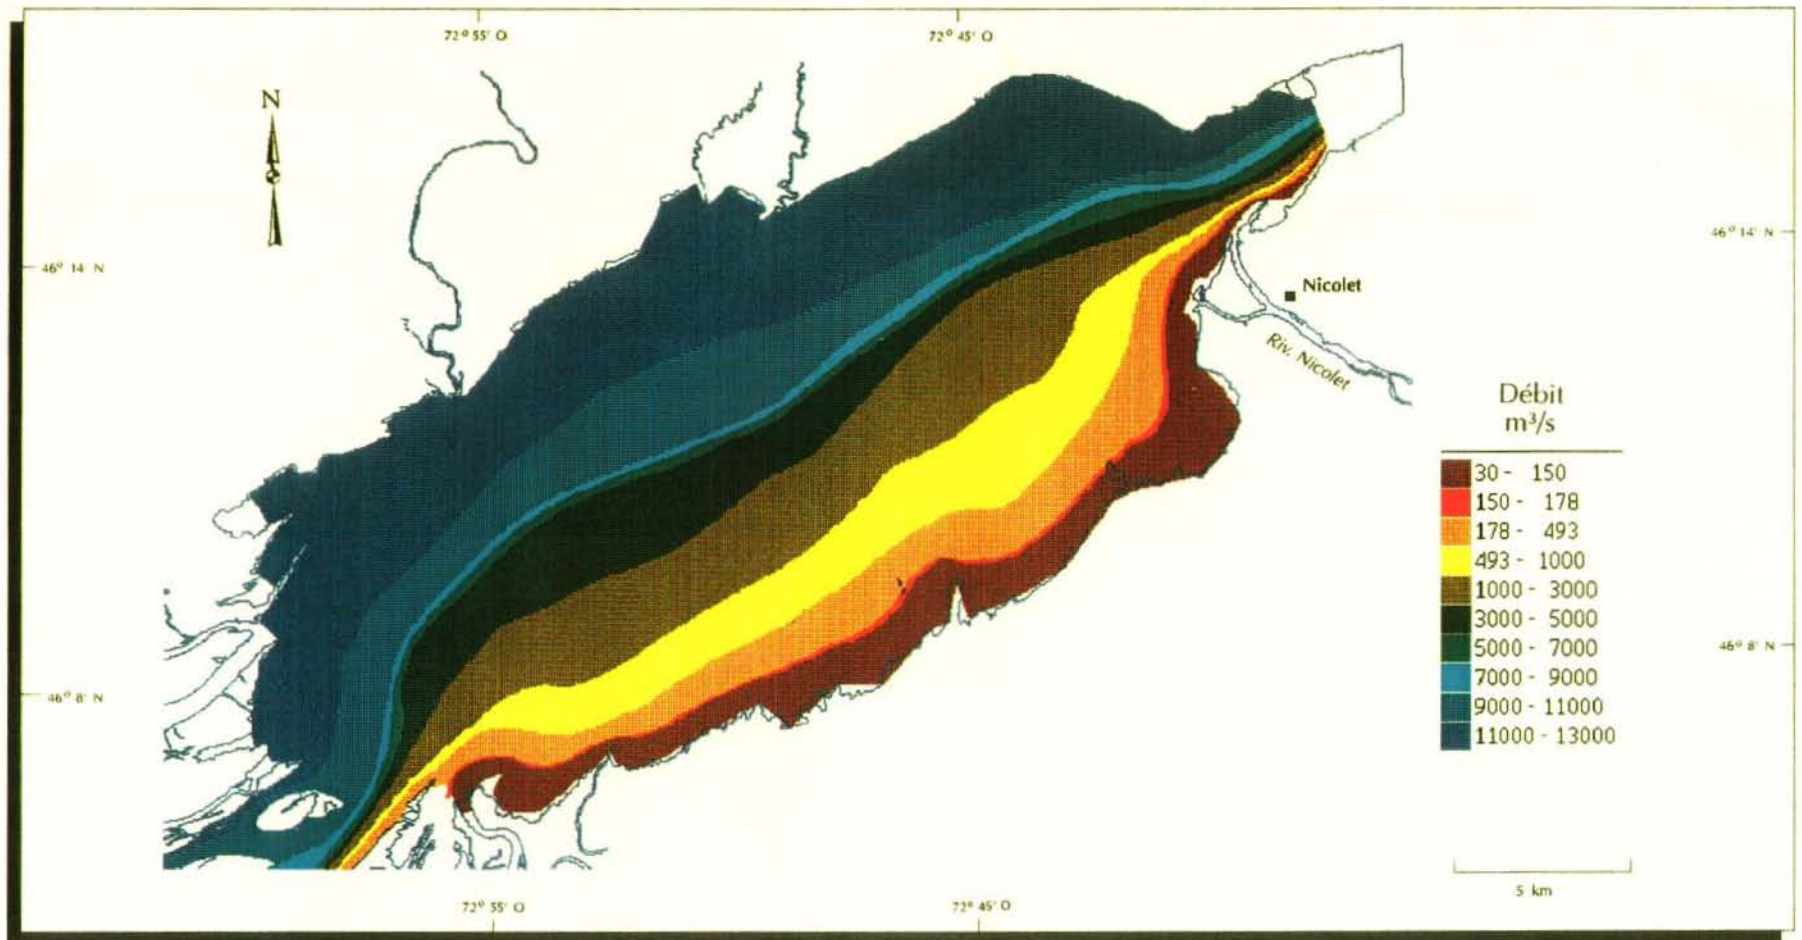 72° 55' O
72° 45' O
N
46° 14' N
46° 14' N
Nicolet
Riv. Nicolet
Débit
m³/s
30 - 150
150 - 178
178 - 493
493 - 1000
1000 - 3000
3000 - 5000
5000 - 7000
7000 - 9000
9000 - 11000
11000 - 13000
46° 8' N
46° 8' N
5 km
72° 55' O
72° 45' O